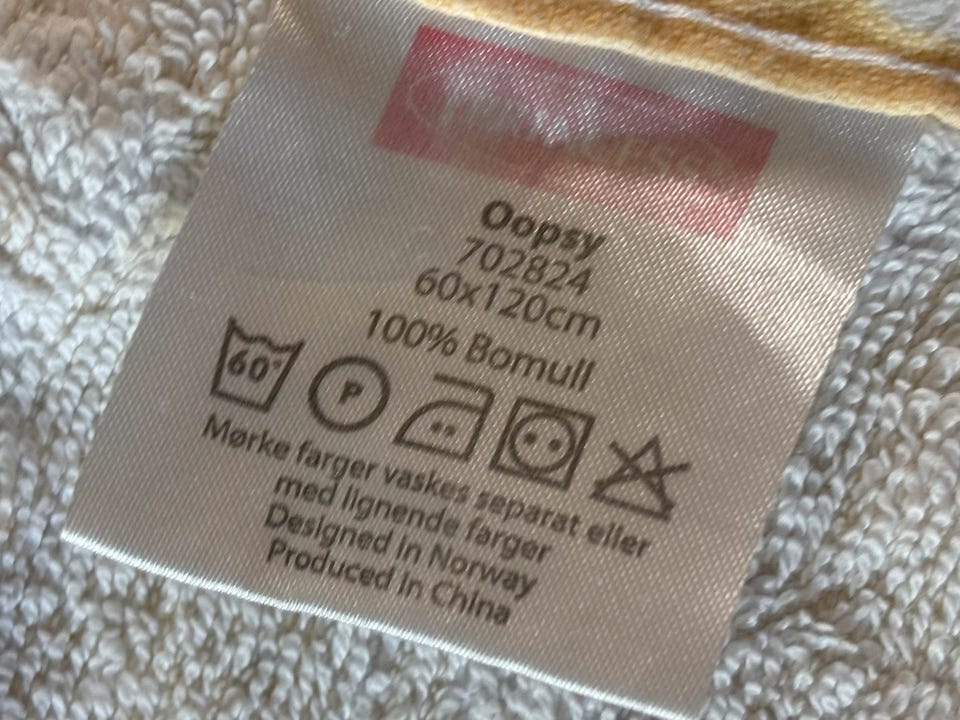 Oopsy
702824
60x120cm
100% Bomull
60° P
Mørke farger vaskes separat eller
med lignende farger
Designed in Norway
Produced in China